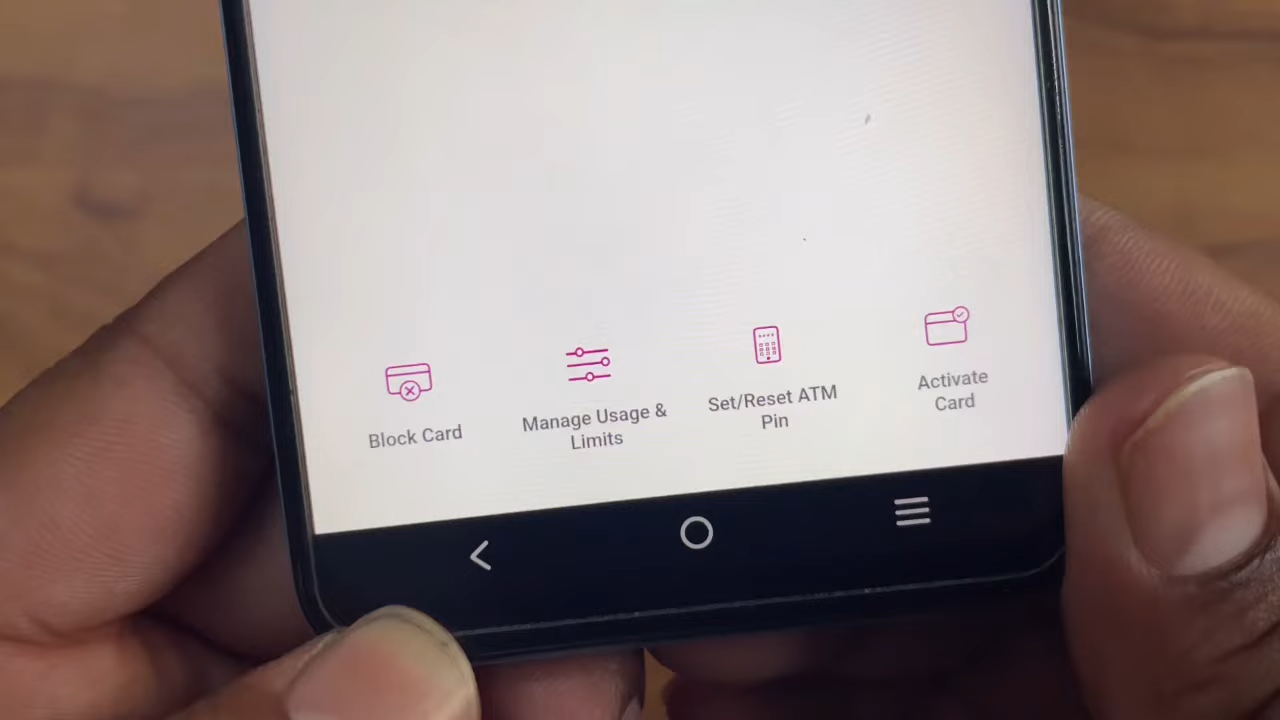 Block Card
Manage Usage &
Limits
Set/Reset ATM
Pin
Activate
Card